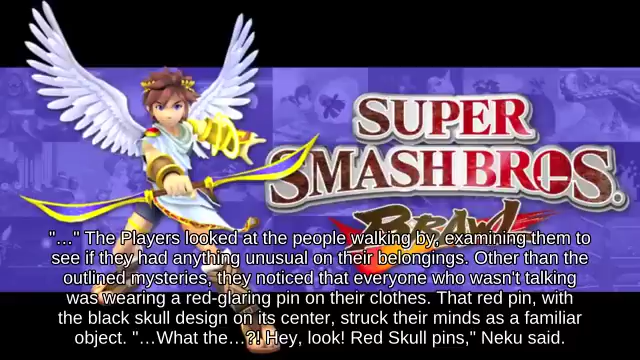 SUPER
SMASH BROS.
BRAWL
"…" The Players looked at the people walking by, examining them to
see if they had anything unusual on their belongings. Other than the
outlined mysteries, they noticed that everyone who wasn't talking
was wearing a red-glaring pin on their clothes. That red pin, with
the black skull design on its center, struck their minds as a familiar
object. "…What the…?! Hey, look! Red Skull pins," Neku said.